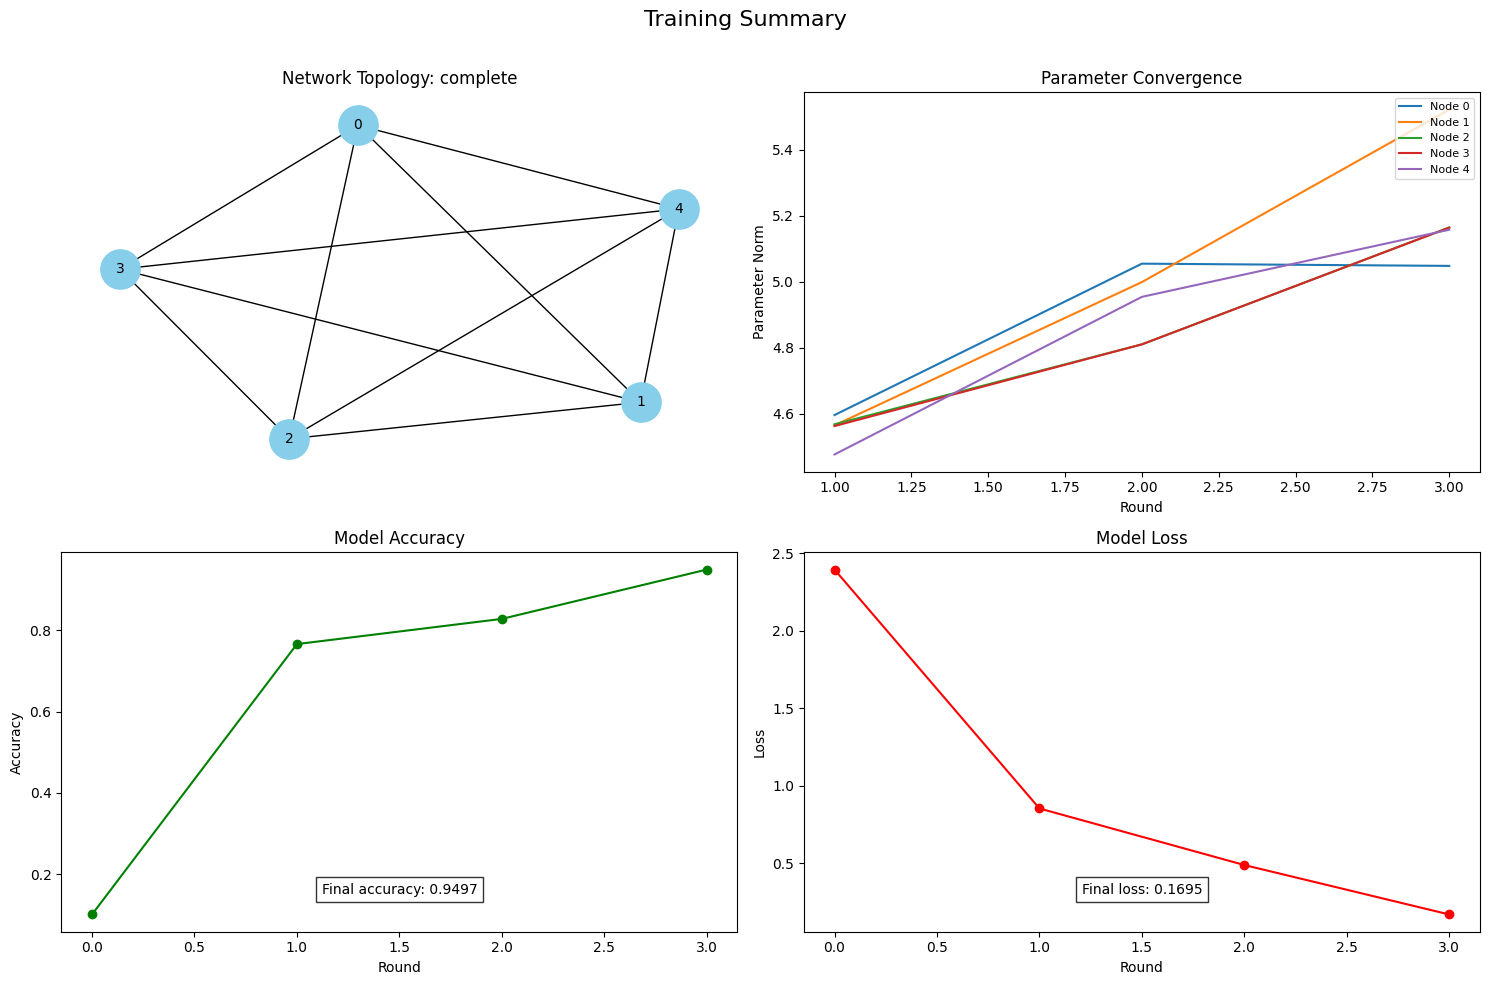 Training Summary
Network Topology: complete
0
4
3
1
2
Parameter Convergence
Node 0
Node 1
Node 2
Node 3
Node 4
5.4
5.2
5.0
4.8
4.6
Parameter Norm
1.00 1.25 1.50 1.75 2.00 2.25 2.50 2.75 3.00
Round
Model Accuracy
0.8
0.6
0.4
0.2
Accuracy
Final accuracy: 0.9497
0.0 0.5 1.0 1.5 2.0 2.5 3.0
Round
Model Loss
2.5
2.0
1.5
1.0
0.5
Loss
Final loss: 0.1695
0.0 0.5 1.0 1.5 2.0 2.5 3.0
Round